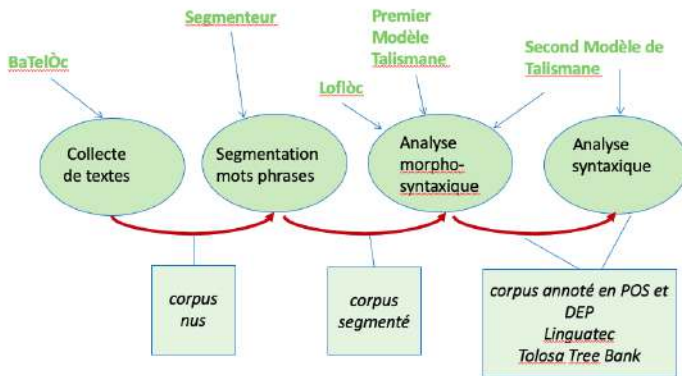 BaTelÒc
Segmenteur
Premier
Modèle
Talismane
Loflòc
Second Modèle de
Talismane
Collecte
de textes
Segmentation
mots phrases
Analyse
morpho-
syntaxique
Analyse
syntaxique
corpus
nus
corpus
segmenté
corpus annoté en POS et
DEP
Linguatec
Tolosa Tree Bank